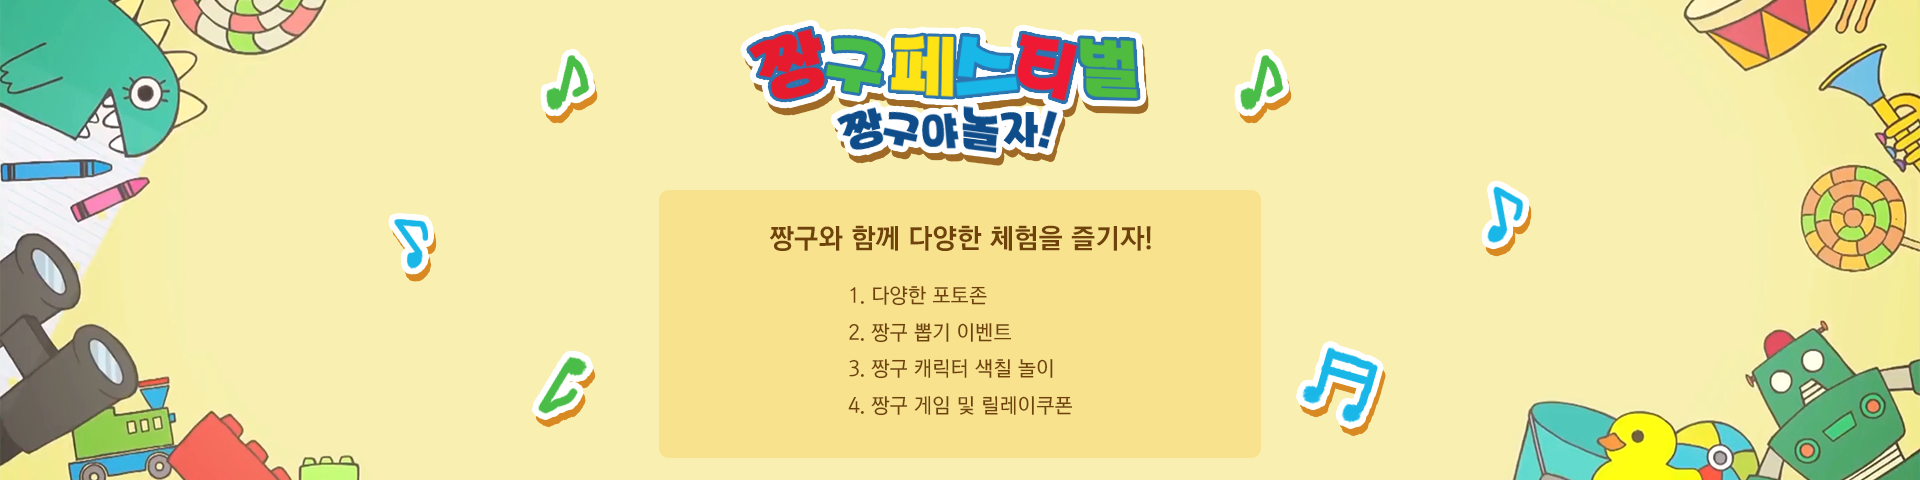 짱구페스티벌
짱구야놀자!
짱구와 함께 다양한 체험을 즐기자!
1. 다양한 포토존
2. 짱구 뽑기 이벤트
3. 짱구 캐릭터 색칠 놀이
4. 짱구 게임 및 릴레이쿠폰